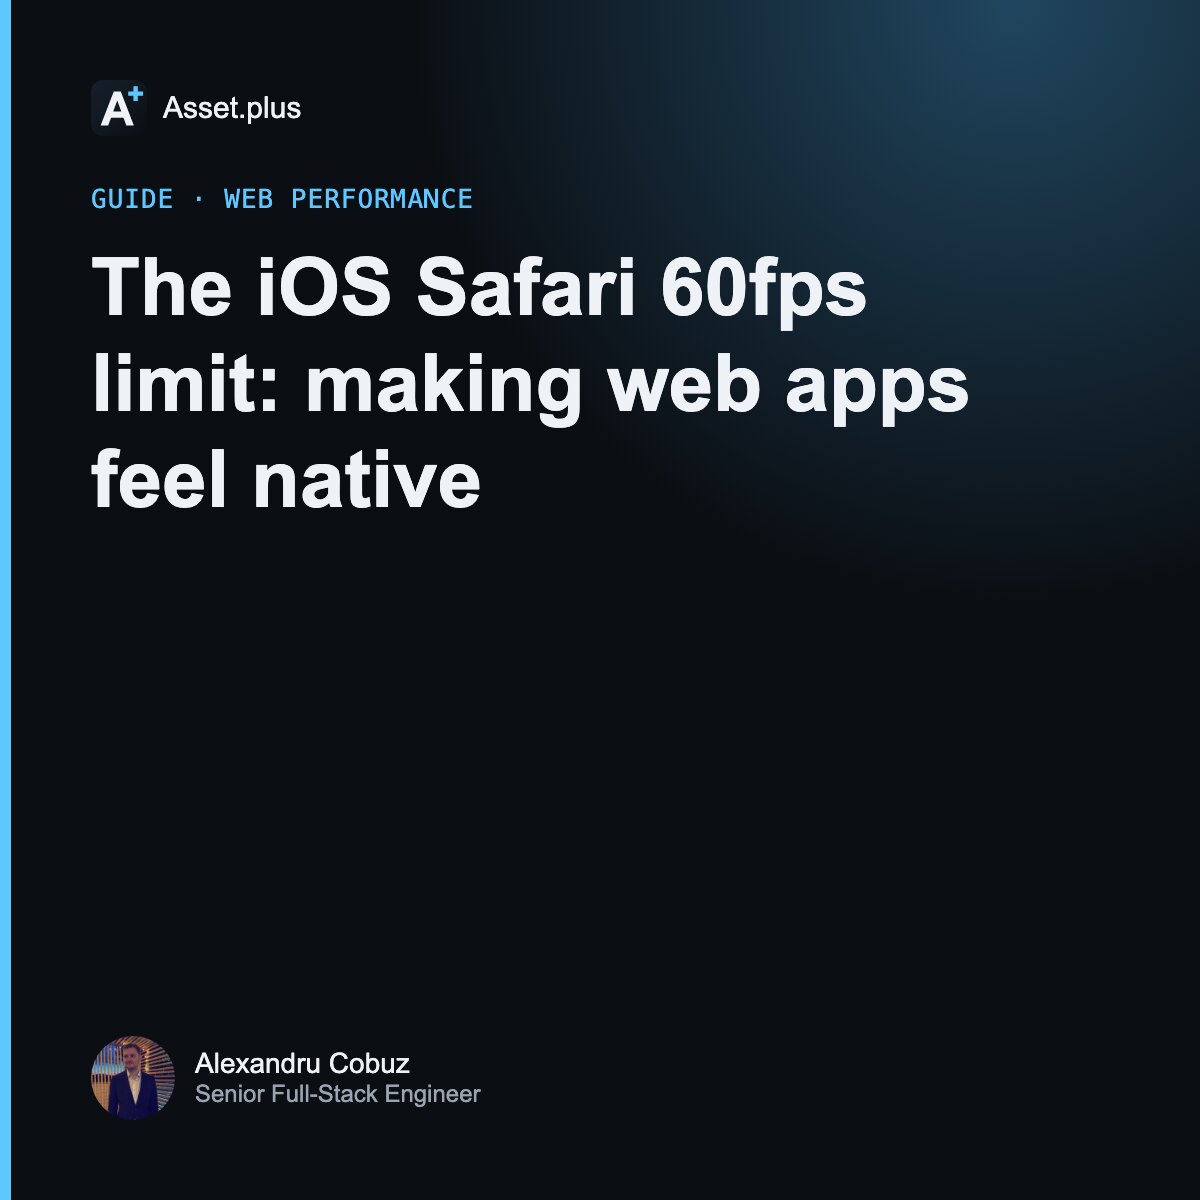 A+ Asset.plus
GUIDE · WEB PERFORMANCE
The iOS Safari 60fps
limit: making web apps
feel native
Alexandru Cobuz
Senior Full-Stack Engineer